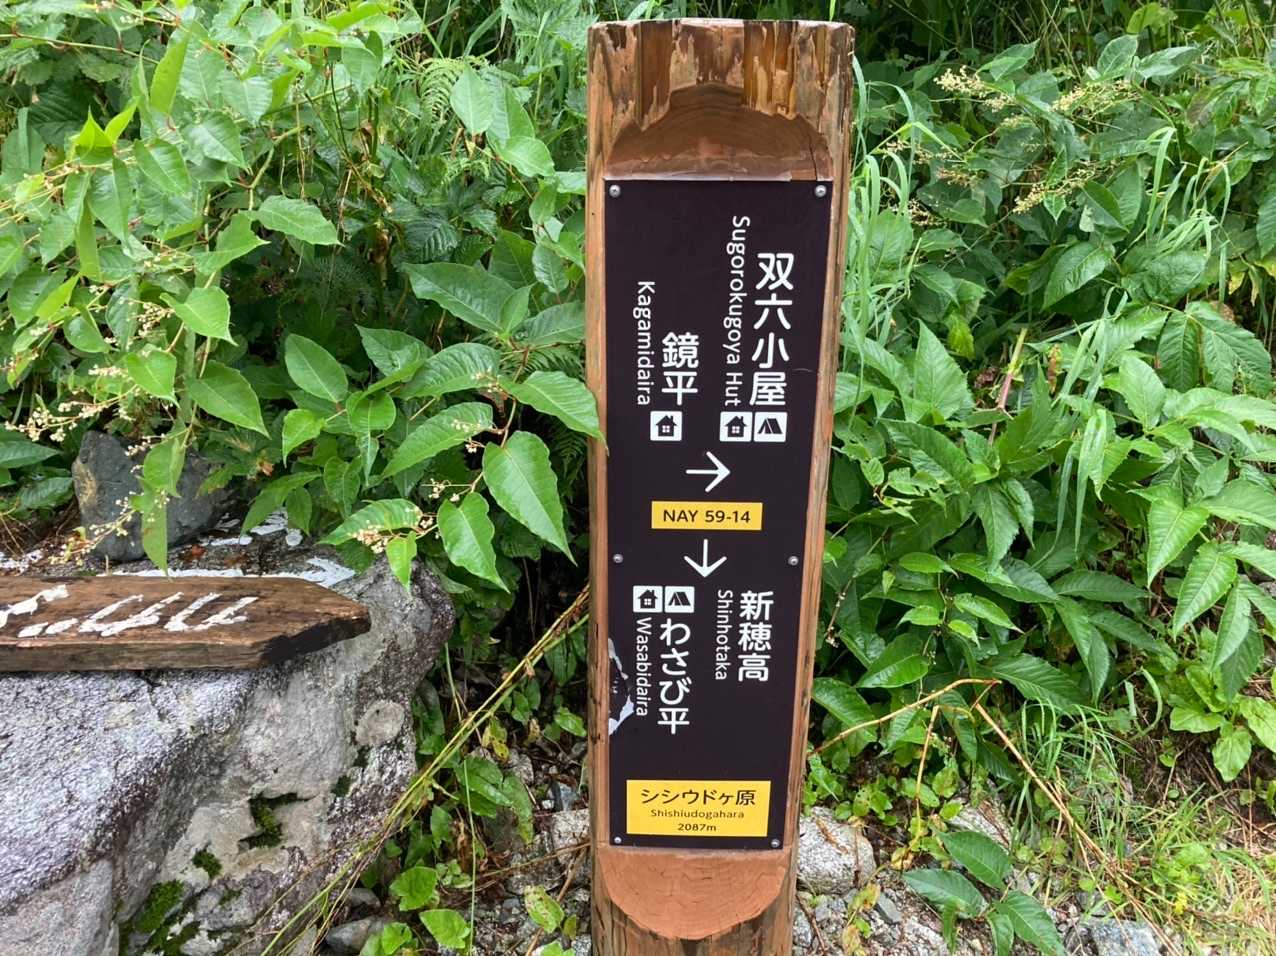 双六小屋
Sugorokugoya Hut
鏡平
Kagamidaira
→
NAY 59-14
↓
新穂高
Shinhotaka
わさび平
Wasabidaira
シシウドヶ原
Shishiudogahara
2087m